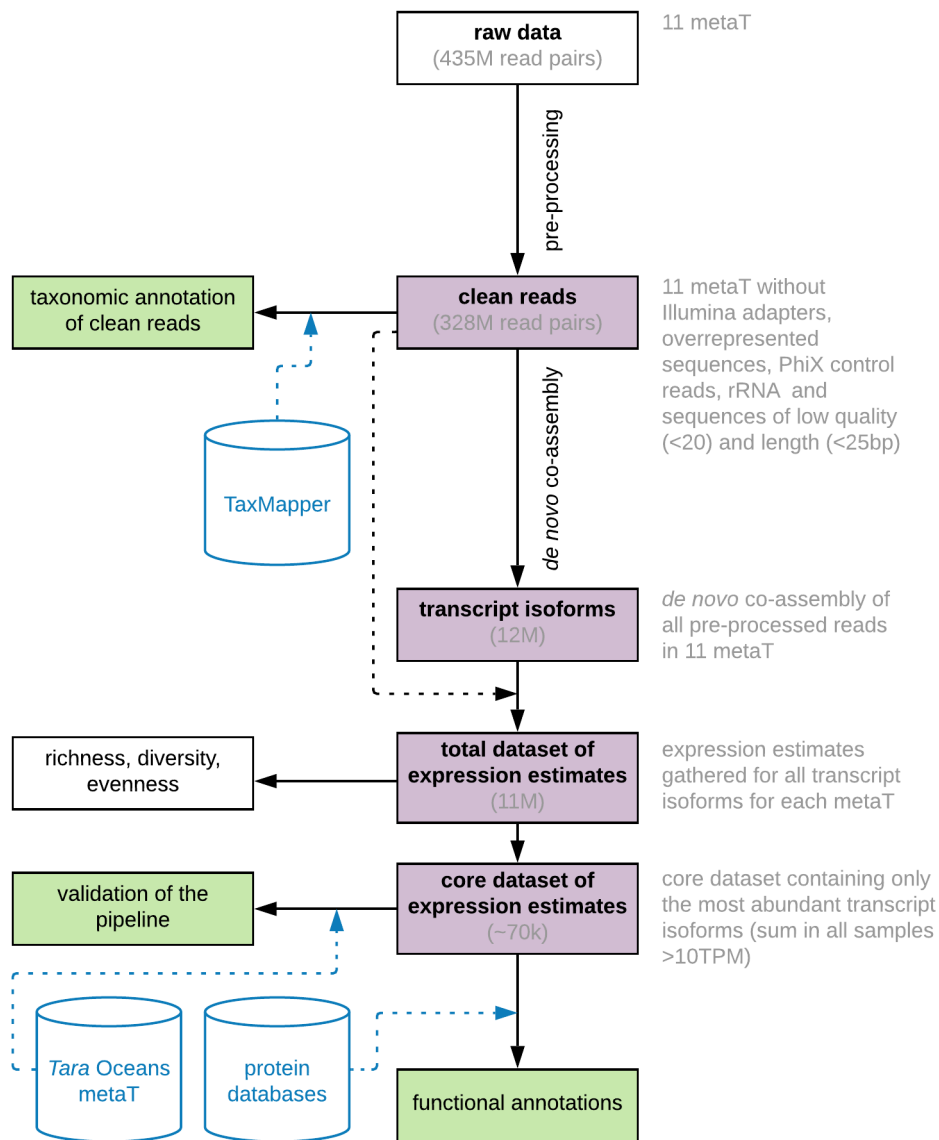 raw data
(435M read pairs)
11 metaT
pre-processing
taxonomic annotation
of clean reads
clean reads
(328M read pairs)
11 metaT without
Illumina adapters,
overrepresented
sequences, PhiX control
reads, rRNA and
sequences of low quality
(<20) and length (<25bp)
TaxMapper
de novo co-assembly
transcript isoforms
(12M)
de novo co-assembly of
all pre-processed reads
in 11 metaT
richness, diversity,
evenness
total dataset of
expression estimates
(11M)
expression estimates
gathered for all transcript
isoforms for each metaT
validation of the
pipeline
core dataset of
expression estimates
(~70k)
core dataset containing only
the most abundant transcript
isoforms (sum in all samples
>10TPM)
Tara Oceans
metaT
protein
databases
functional annotations